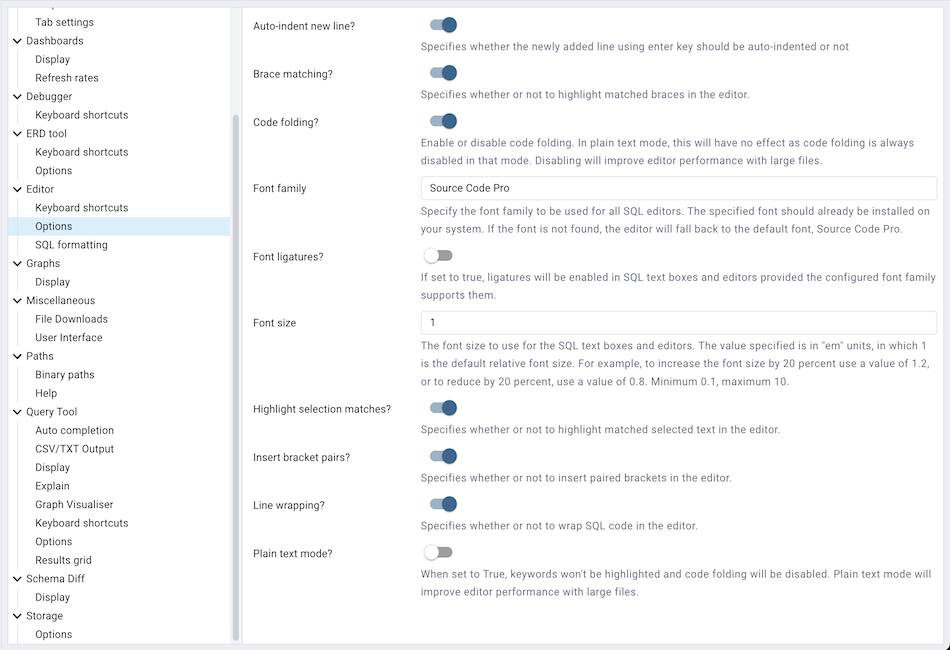 Tab settings
Dashboards
Display
Refresh rates
Debugger
Keyboard shortcuts
ERD tool
Keyboard shortcuts
Options
Editor
Keyboard shortcuts
Options
SQL formatting
Graphs
Display
Miscellaneous
File Downloads
User Interface
Paths
Binary paths
Help
Query Tool
Auto completion
CSV/TXT Output
Display
Explain
Graph Visualiser
Keyboard shortcuts
Options
Results grid
Schema Diff
Display
Storage
Options
Auto-indent new line?
Specifies whether the newly added line using enter key should be auto-indented or not
Brace matching?
Specifies whether or not to highlight matched braces in the editor.
Code folding?
Enable or disable code folding. In plain text mode, this will have no effect as code folding is always
disabled in that mode. Disabling will improve editor performance with large files.
Font family
Source Code Pro
Specify the font family to be used for all SQL editors. The specified font should already be installed on
your system. If the font is not found, the editor will fall back to the default font, Source Code Pro.
Font ligatures?
If set to true, ligatures will be enabled in SQL text boxes and editors provided the configured font family
supports them.
Font size
1
The font size to use for the SQL text boxes and editors. The value specified is in "em" units, in which 1
is the default relative font size. For example, to increase the font size by 20 percent use a value of 1.2,
or to reduce by 20 percent, use a value of 0.8. Minimum 0.1, maximum 10.
Highlight selection matches?
Specifies whether or not to highlight matched selected text in the editor.
Insert bracket pairs?
Specifies whether or not to insert paired brackets in the editor.
Line wrapping?
Specifies whether or not to wrap SQL code in the editor.
Plain text mode?
When set to True, keywords won't be highlighted and code folding will be disabled. Plain text mode will
improve editor performance with large files.